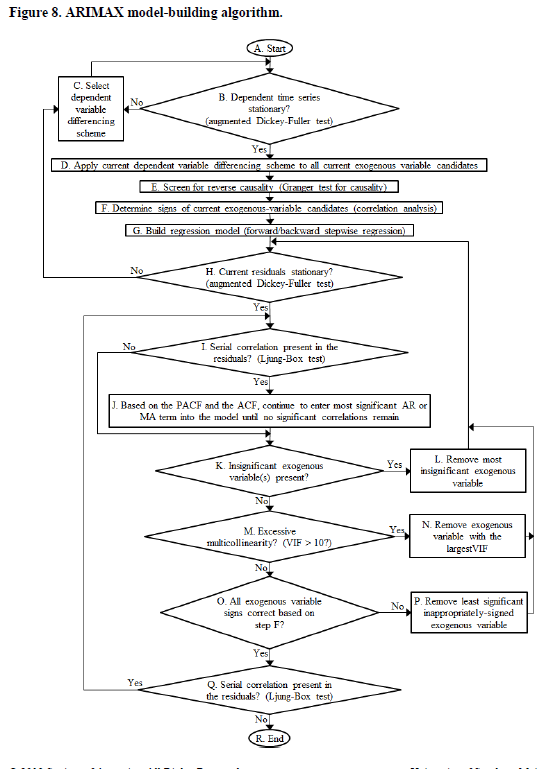 Figure 8. ARIMAX model-building algorithm.
A. Start
C. Select
dependent
variable
differencing
scheme
No
B. Dependent time series
stationary?
(augmented Dickey-Fuller test)
Yes
D. Apply current dependent variable differencing scheme to all current exogenous variable candidates
E. Screen for reverse causality (Granger test for causality)
F. Determine signs of current exogenous-variable candidates (correlation analysis)
G. Build regression model (forward/backward stepwise regression)
No
H. Current residuals stationary?
(augmented Dickey-Fuller test)
Yes
No
I. Serial correlation present in the
residuals? (Ljung-Box test)
Yes
J. Based on the PACF and the ACF, continue to enter most significant AR or
MA term into the model until no significant correlations remain
K. Insignificant exogenous
variable(s) present?
Yes
L. Remove most
insignificant exogenous
variable
No
M. Excessive
multicollinearity? (VIF > 10?)
Yes
N. Remove exogenous
variable with the
largestVIF
No
O. All exogenous variable
signs correct based on
step F?
No
P. Remove least significant
inappropriately-signed
exogenous variable
Yes
Yes
Q. Serial correlation present in
the residuals? (Ljung-Box test)
No
R. End